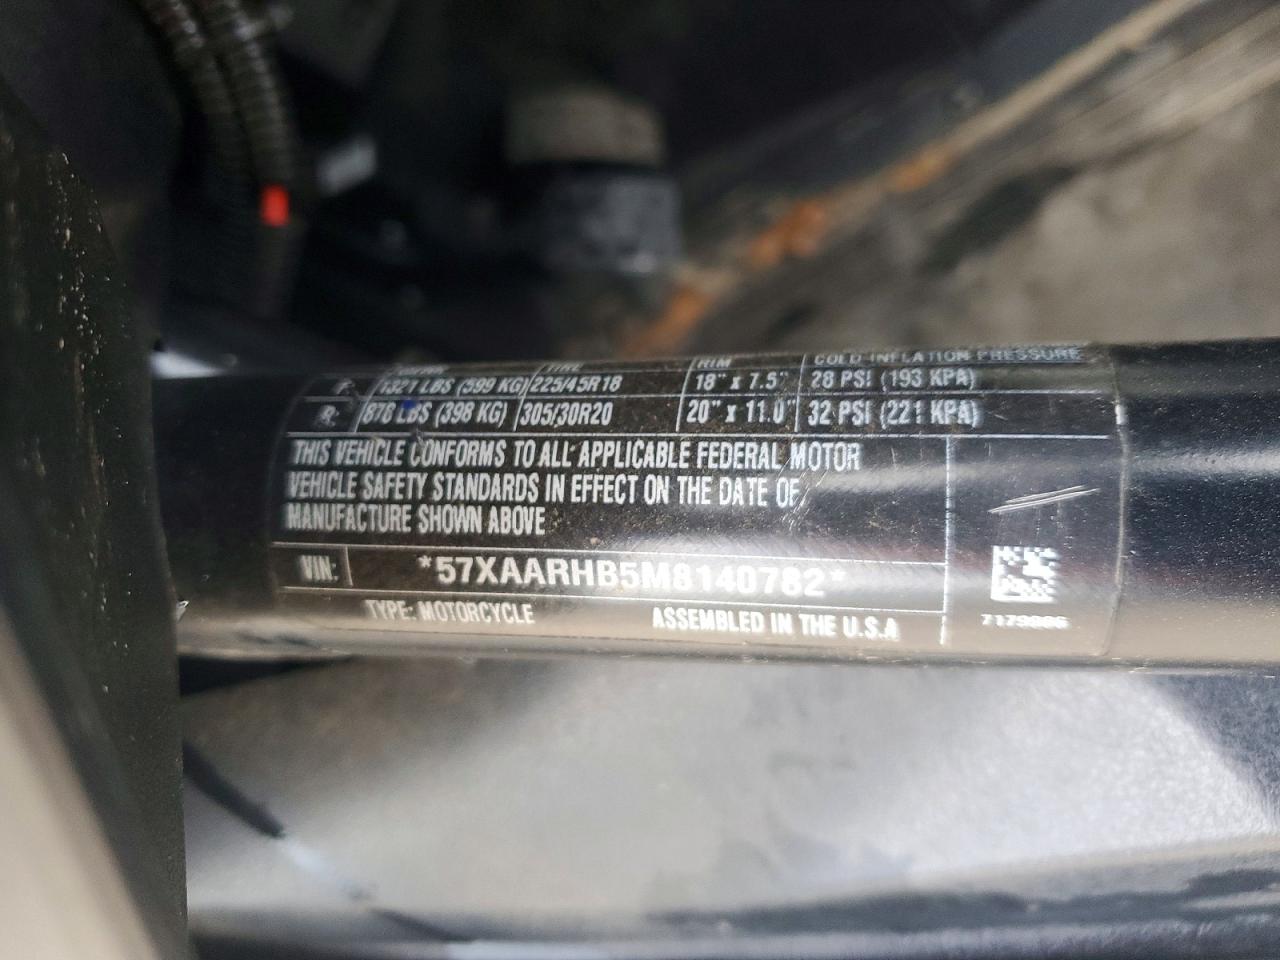 RIM COLD INFLATION PRESSURE
F: 1321 LBS (599 KG) 225/45R18 18" x 7.5" 28 PSI (193 KPA)
R: 878 LBS (398 KG) 305/30R20 20" x 11.0" 32 PSI (221 KPA)
THIS VEHICLE CONFORMS TO ALL APPLICABLE FEDERAL MOTOR
VEHICLE SAFETY STANDARDS IN EFFECT ON THE DATE OF
MANUFACTURE SHOWN ABOVE
VIN: *57XAARHB5M8140782*
TYPE: MOTORCYCLE ASSEMBLED IN THE U.S.A